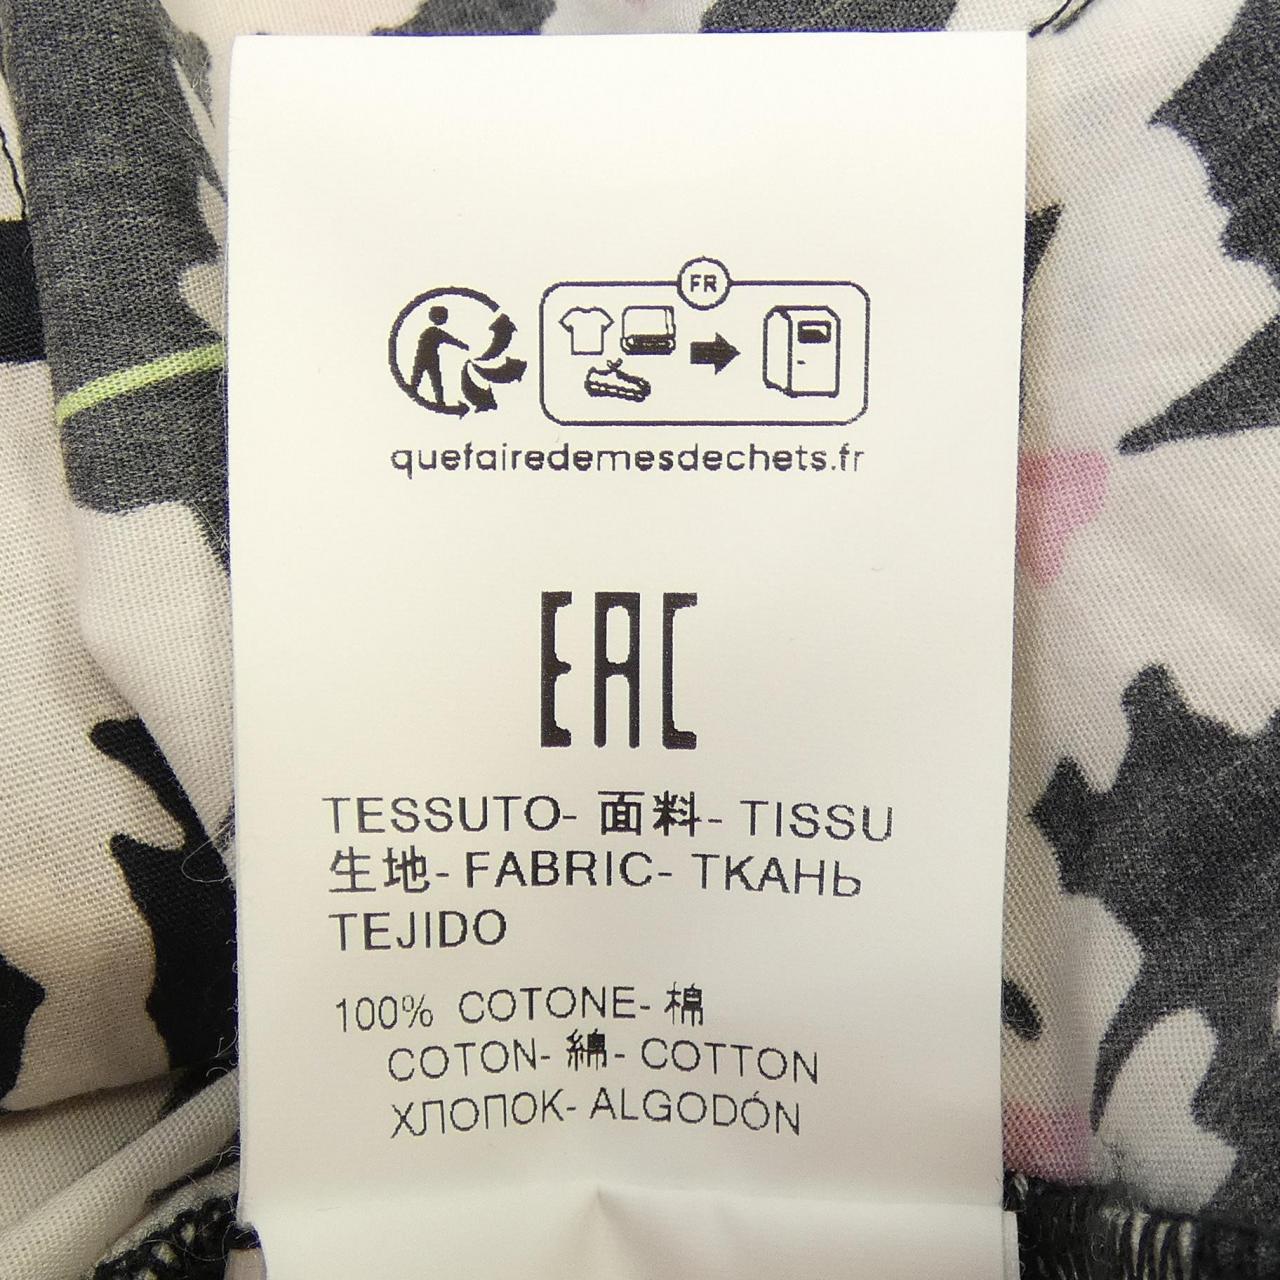 FR
quefairedemesdechets.fr
EAC
TESSUTO- 面料- TISSU
生地- FABRIC- ТКАНЬ
TEJIDO
100% COTONE- 棉
COTON- 綿- COTTON
ХЛОПОК- ALGODÓN